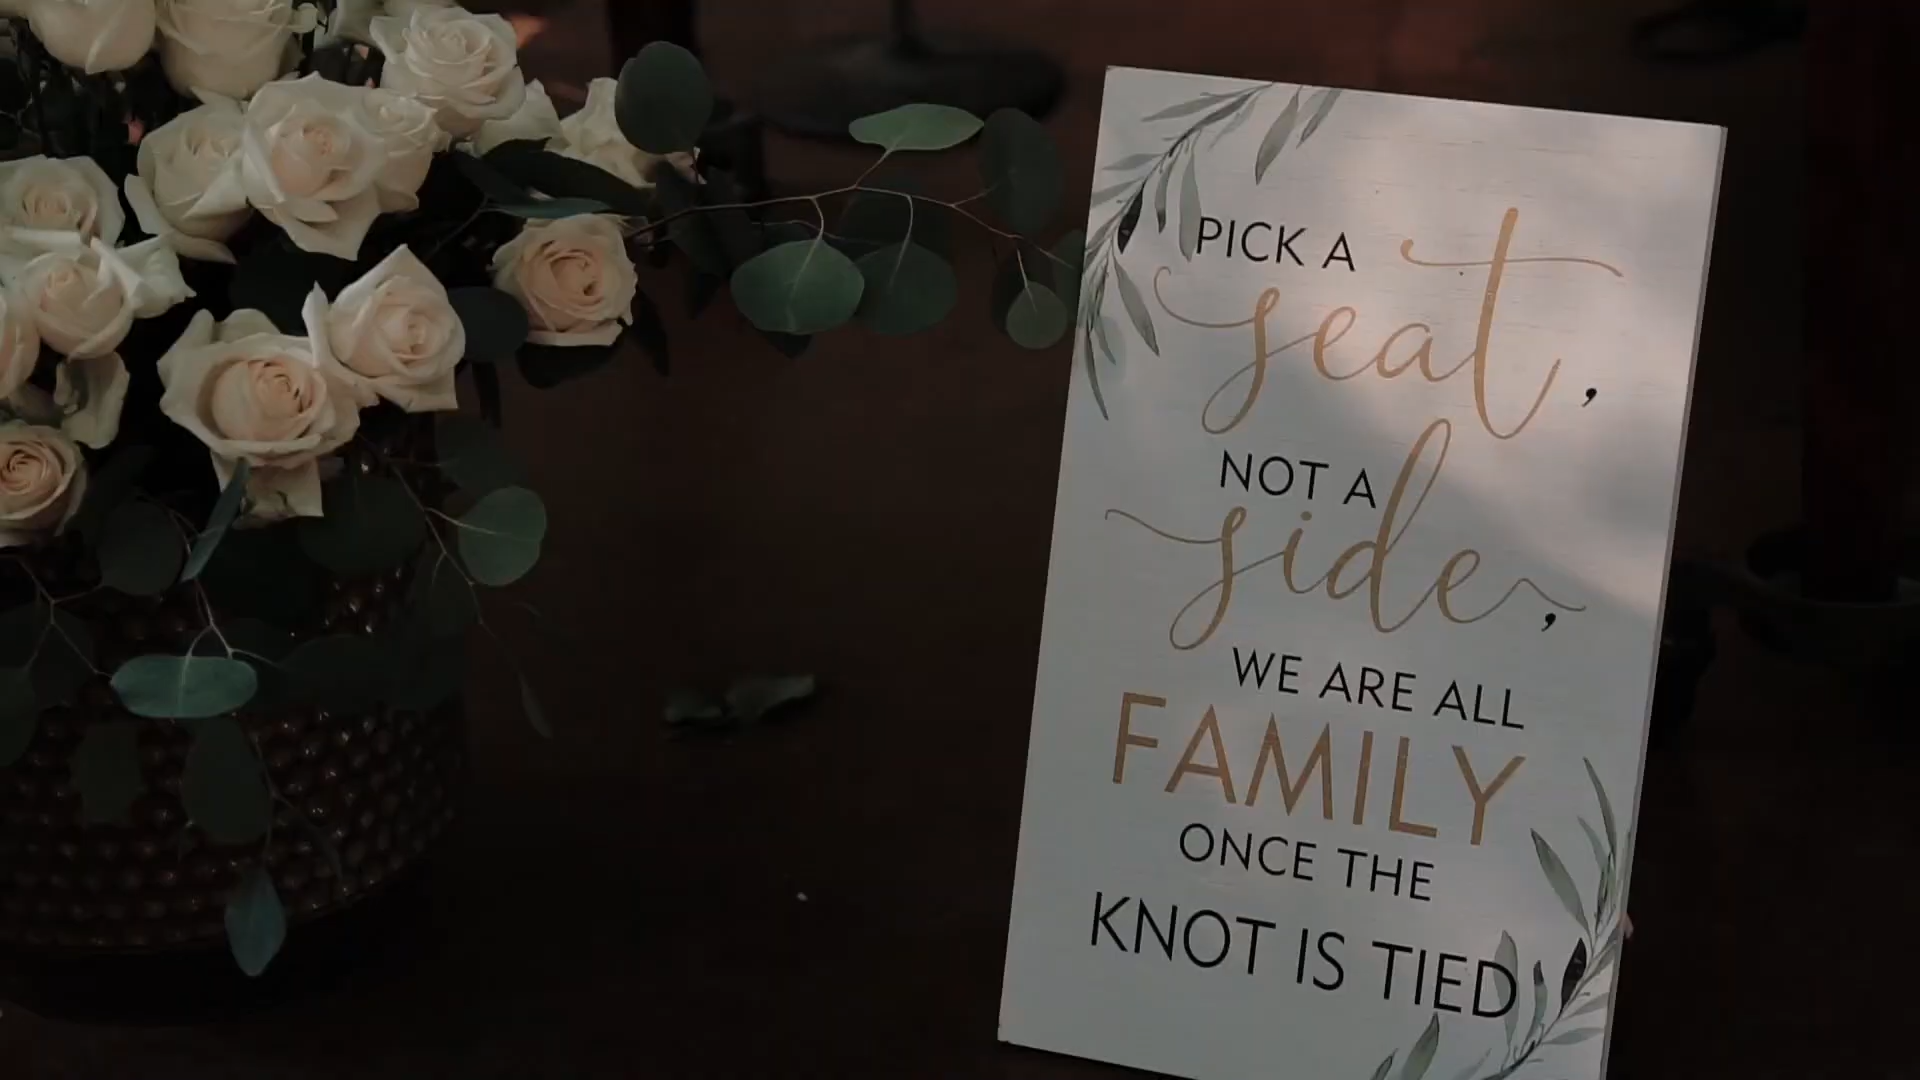 PICK A
seat,
NOT A
side,
WE ARE ALL
FAMILY
ONCE THE
KNOT IS TIED